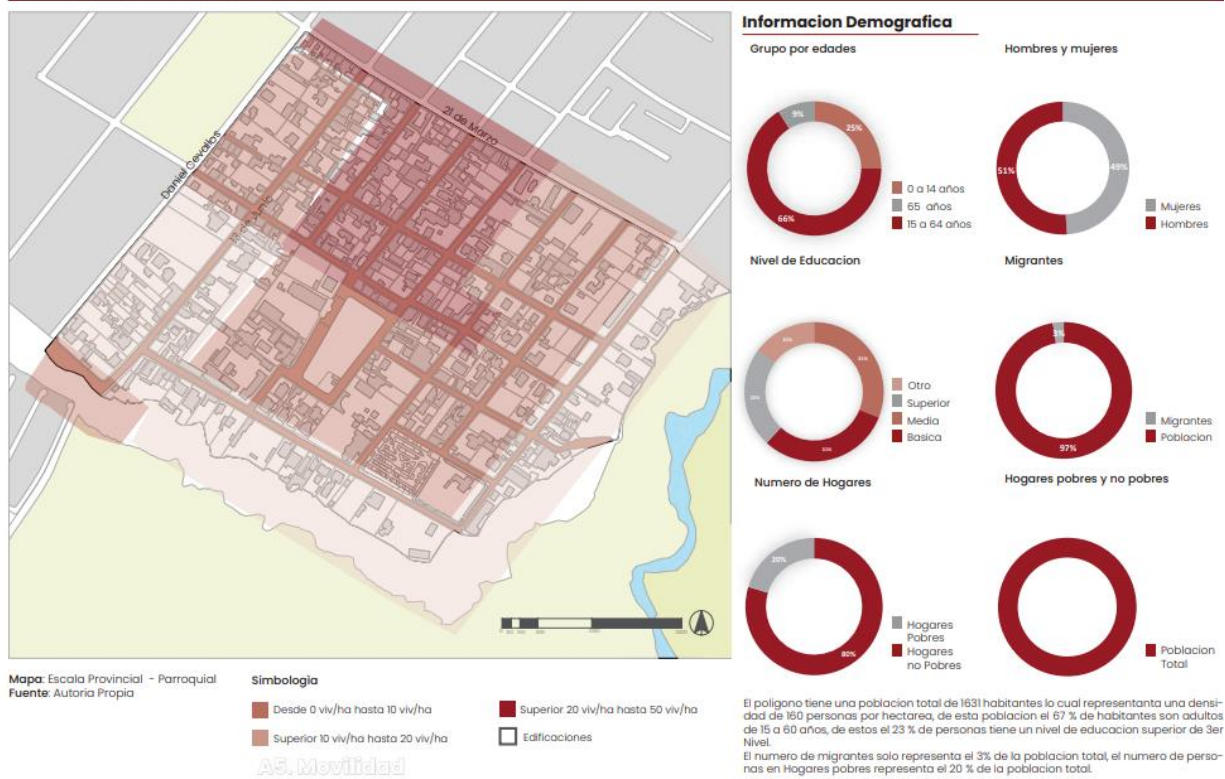 Informacion Demografica
Grupo por edades
Hombres y mujeres
21 de Marzo
Daniel Cevallos
9%
25%
66%
0 a 14 años
65 años
15 a 64 años
51%
49%
Mujeres
Hombres
Nivel de Educacion
Migrantes
Otro
Superior
Media
Basica
3%
97%
Migrantes
Poblacion
Numero de Hogares
Hogares pobres y no pobres
20%
80%
Hogares
Pobres
Hogares
no Pobres
Poblacion
Total
Mapa: Escala Provincial - Parroquial
Fuente: Autoria Propia
Simbologia
Desde 0 viv/ha hasta 10 viv/ha
Superior 20 viv/ha hasta 50 viv/ha
Superior 10 viv/ha hasta 20 viv/ha
Edificaciones
A5. Movilidad
El poligono tiene una poblacion total de 1631 habitantes lo cual representanta una densi-
dad de 160 personas por hectarea, de esta poblacion el 67 % de habitantes son adultos
de 15 a 60 años, de estos el 23 % de personas tiene un nivel de educacion superior de 3er
Nivel.
El numero de migrantes solo representa el 3% de la poblacion total, el numero de perso-
nas en Hogares pobres representa el 20 % de la poblacion total.